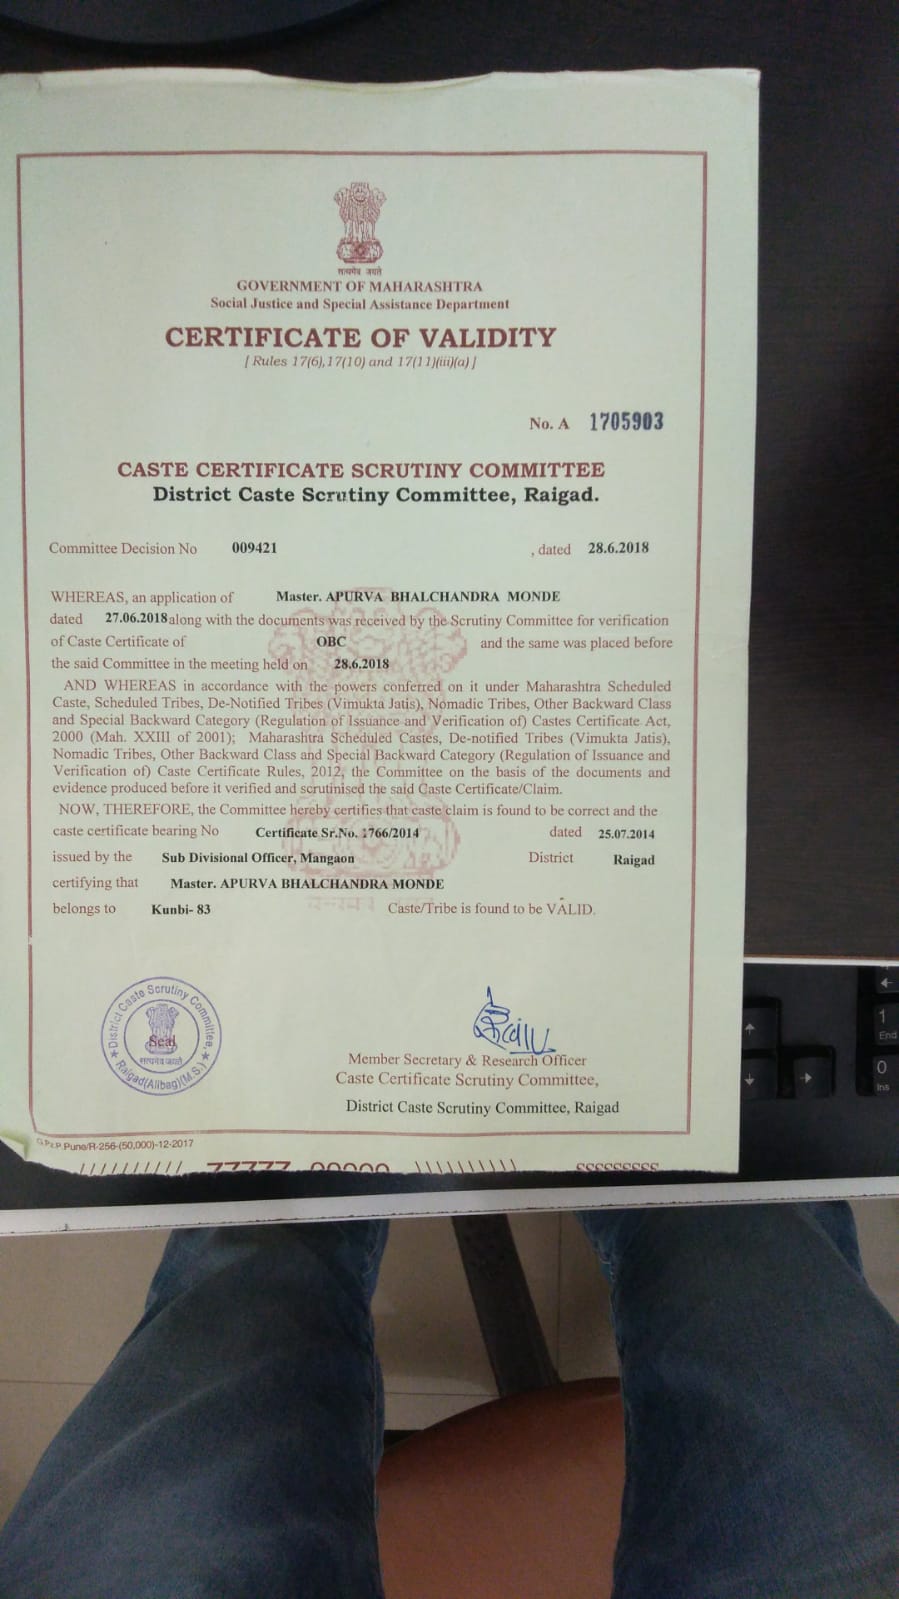 सत्यमेव जयते
GOVERNMENT OF MAHARASHTRA
Social Justice and Special Assistance Department
CERTIFICATE OF VALIDITY
[ Rules 17(6), 17(10) and 17(11)(iii)(a) ]
No. A 1705903
CASTE CERTIFICATE SCRUTINY COMMITTEE
District Caste Scrutiny Committee, Raigad.
Committee Decision No 009421 , dated 28.6.2018
WHEREAS, an application of Master. APURVA BHALCHANDRA MONDE
dated 27.06.2018 along with the documents was received by the Scrutiny Committee for verification
of Caste Certificate of OBC and the same was placed before
the said Committee in the meeting held on 28.6.2018
AND WHEREAS in accordance with the powers conferred on it under Maharashtra Scheduled
Caste, Scheduled Tribes, De-Notified Tribes (Vimukta Jatis), Nomadic Tribes, Other Backward Class
and Special Backward Category (Regulation of Issuance and Verification of) Castes Certificate Act,
2000 (Mah. XXIII of 2001); Maharashtra Scheduled Castes, De-notified Tribes (Vimukta Jatis),
Nomadic Tribes, Other Backward Class and Special Backward Category (Regulation of Issuance and
Verification of) Caste Certificate Rules, 2012, the Committee on the basis of the documents and
evidence produced before it verified and scrutinised the said Caste Certificate/Claim.
NOW, THEREFORE, the Committee hereby certifies that caste claim is found to be correct and the
caste certificate bearing No Certificate Sr.No. 1766/2014 dated 25.07.2014
issued by the Sub Divisional Officer, Mangaon District Raigad
certifying that Master. APURVA BHALCHANDRA MONDE
belongs to Kunbi- 83 Caste/Tribe is found to be VALID.
District Caste Scrutiny Committee,
Seal
सत्यमेव जयते
Raigad(Alibag)(M.S.)
Member Secretary & Research Officer
Caste Certificate Scrutiny Committee,
District Caste Scrutiny Committee, Raigad
G.P.Z.P. Pune/R-256-(50,000)-12-2017
1
End
0
Ins